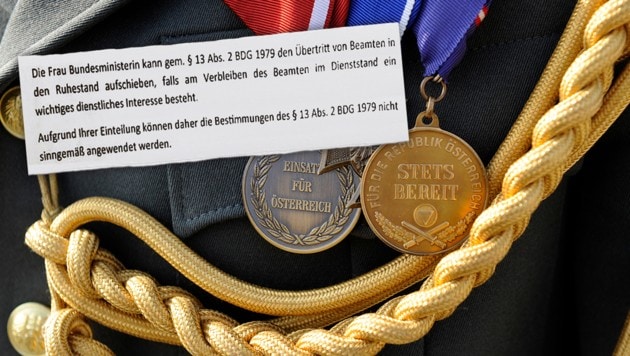 Die Frau Bundesministerin kann gem. § 13 Abs. 2 BDG 1979 den Übertritt von Beamten in
den Ruhestand aufschieben, falls am Verbleiben des Beamten im Dienststand ein
wichtiges dienstliches Interesse besteht.
Aufgrund Ihrer Einteilung können daher die Bestimmungen des § 13 Abs. 2 BDG 1979 nicht
sinngemäß angewendet werden.
EINSATZ
FÜR
ÖSTERREICH
FÜR DIE REPUBLIK ÖSTERREICH
STETS
BEREIT